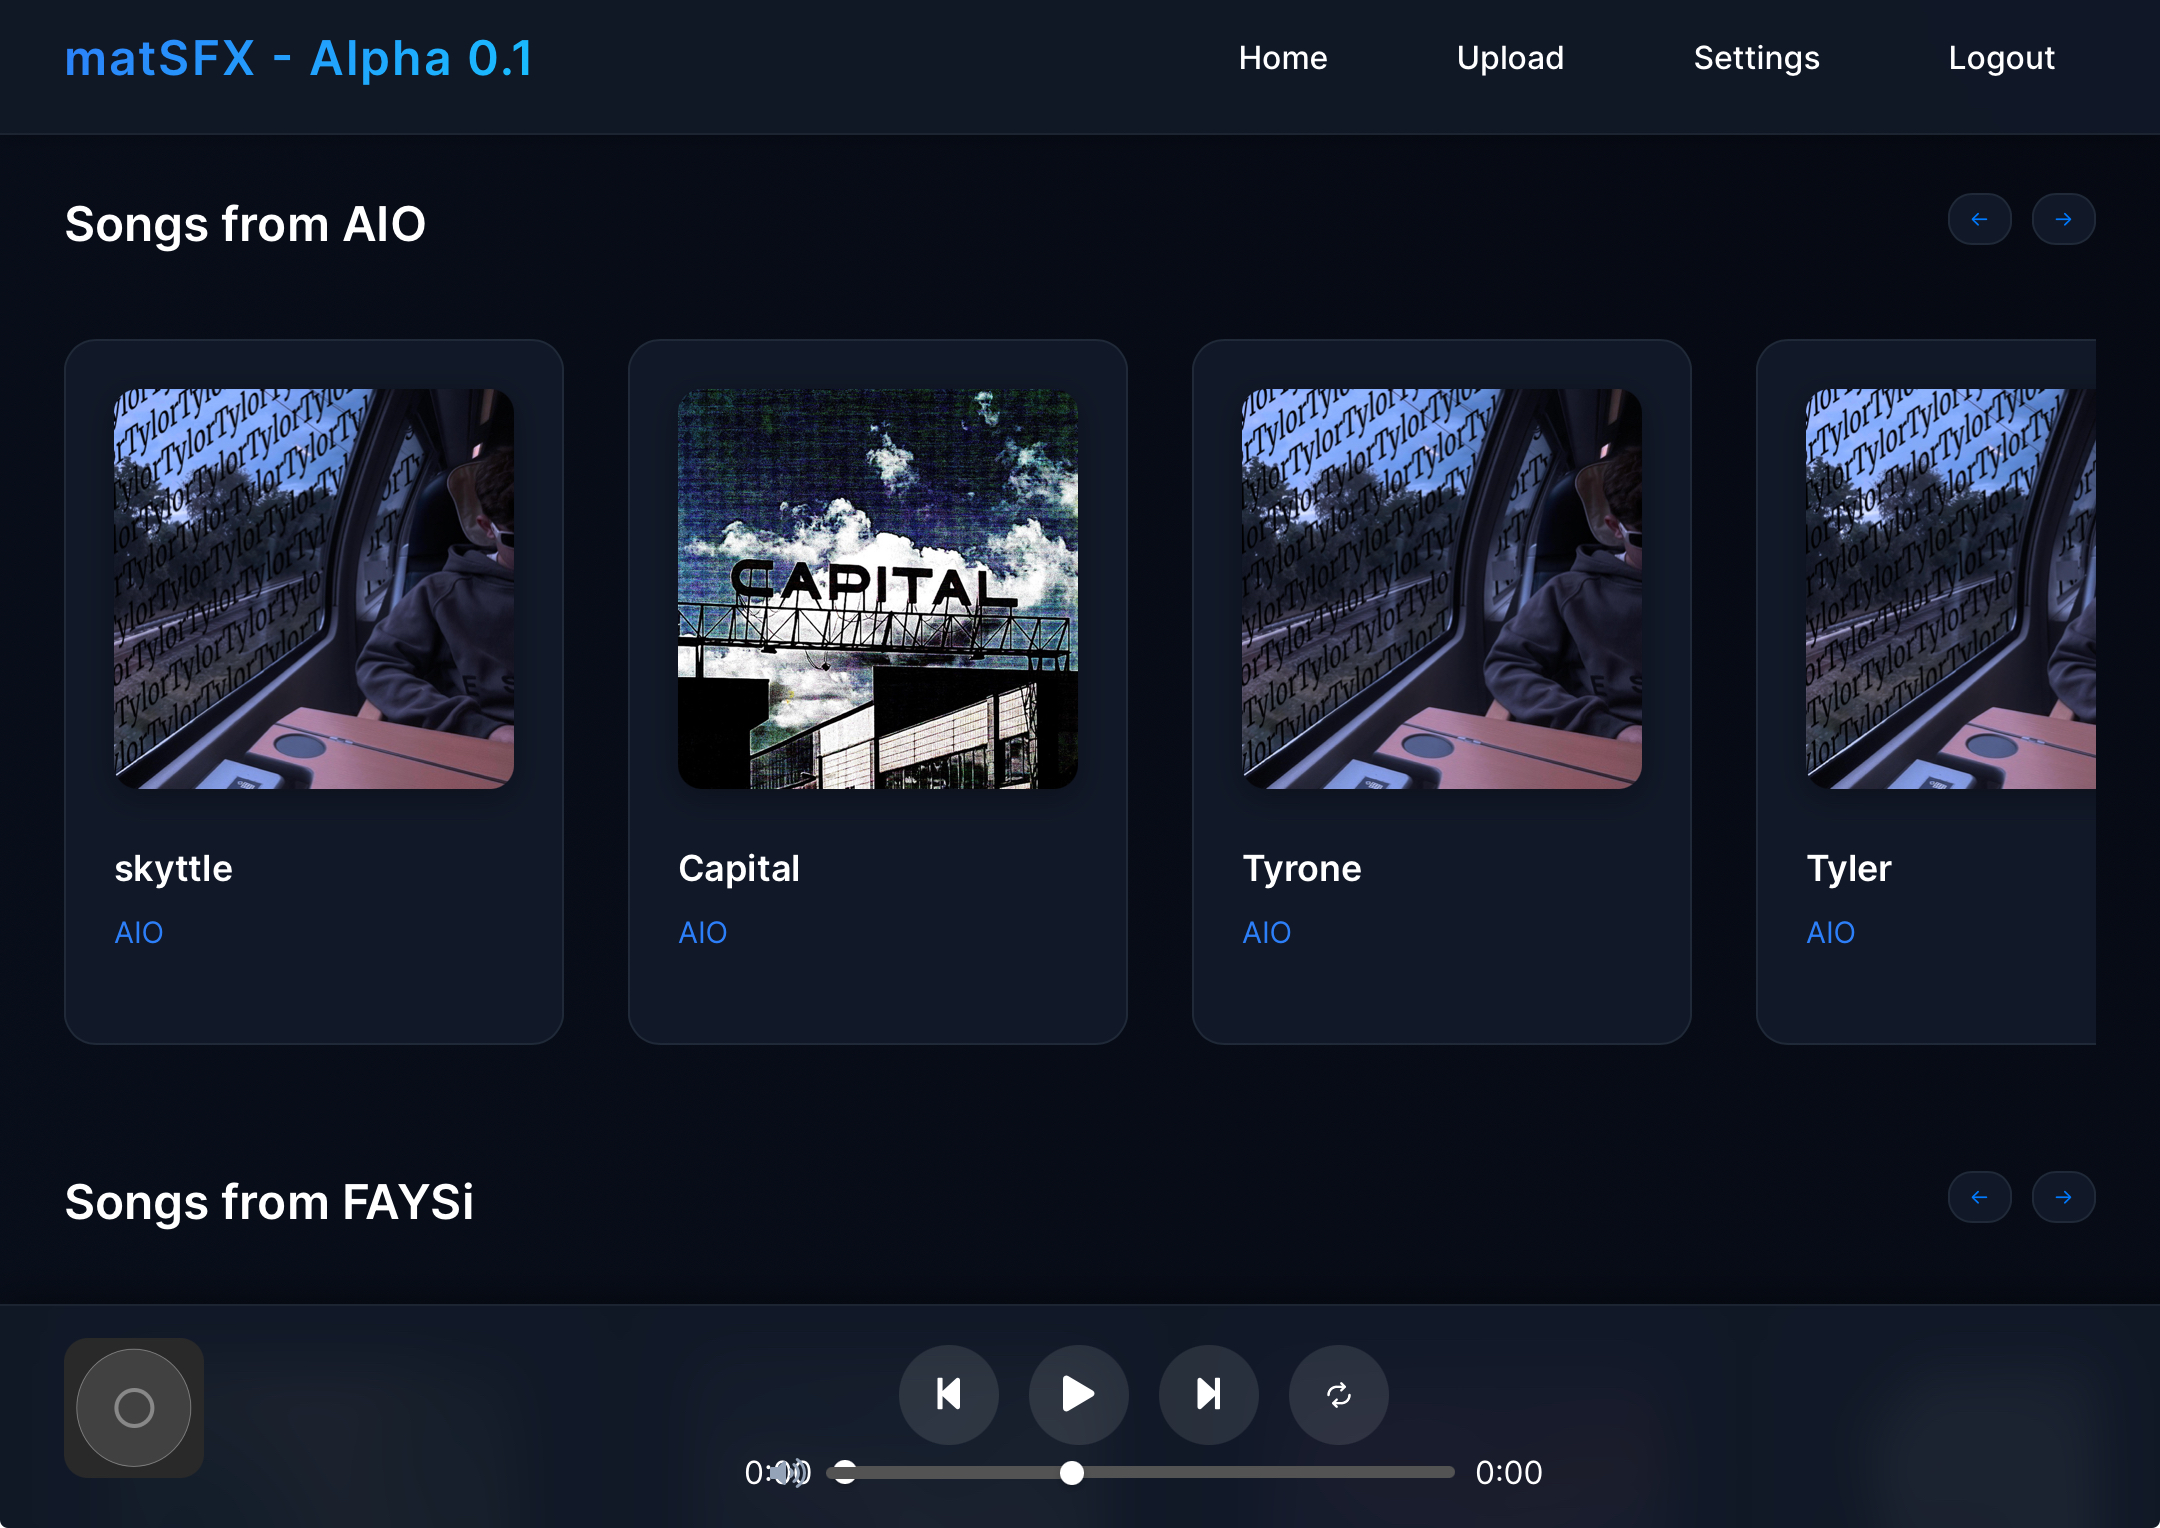 matSFX - Alpha 0.1
Home Upload Settings Logout
Songs from AIO
CAPITAL
skyttle
AIO
Capital
AIO
Tyrone
AIO
Tyler
AIO
Songs from FAYSi
0:00
0:00